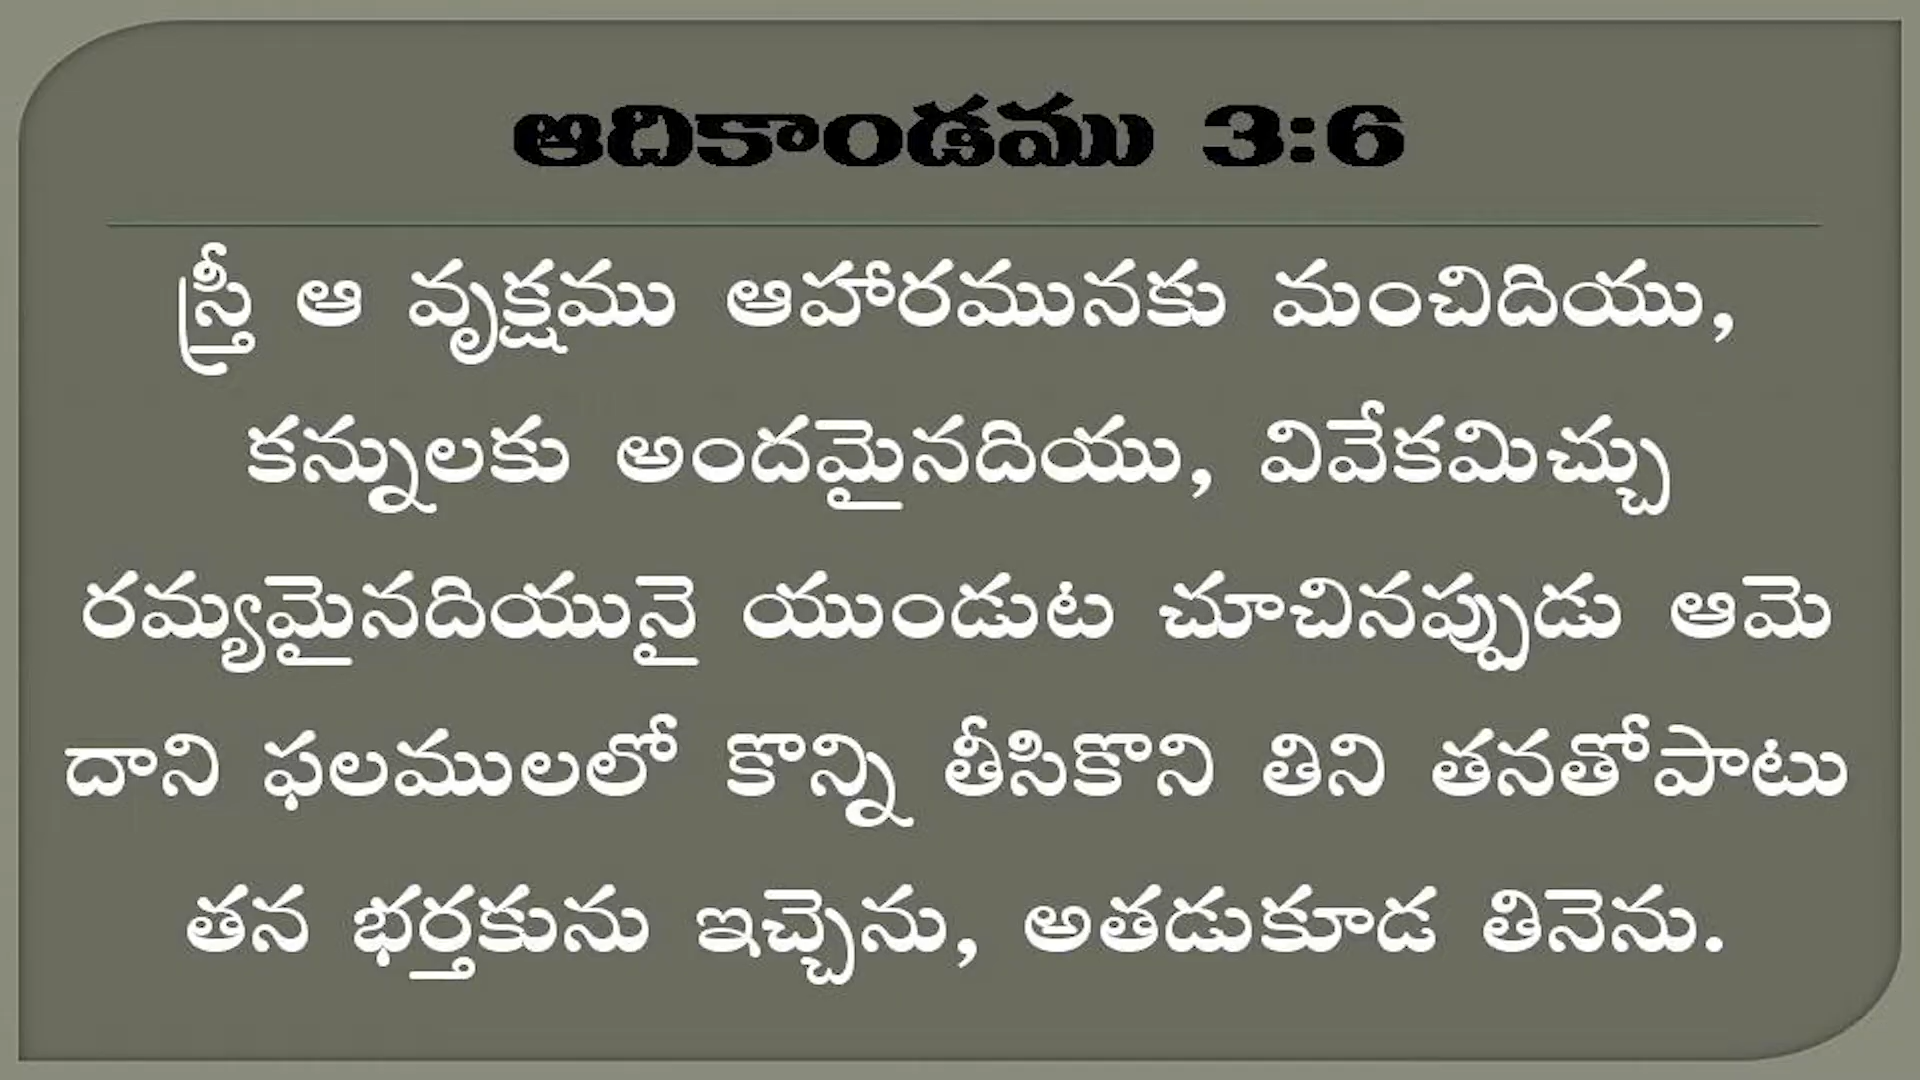 ఆదికాండము 3:6
స్త్రీ ఆ వృక్షము ఆహారమునకు మంచిదియు,
కన్నులకు అందమైనదియు, వివేకమిచ్చు
రమ్యమైనదియునై యుండుట చూచినప్పుడు ఆమె
దాని ఫలములలో కొన్ని తీసికొని తిని తనతోపాటు
తన భర్తకును ఇచ్చెను, అతడుకూడ తినెను.